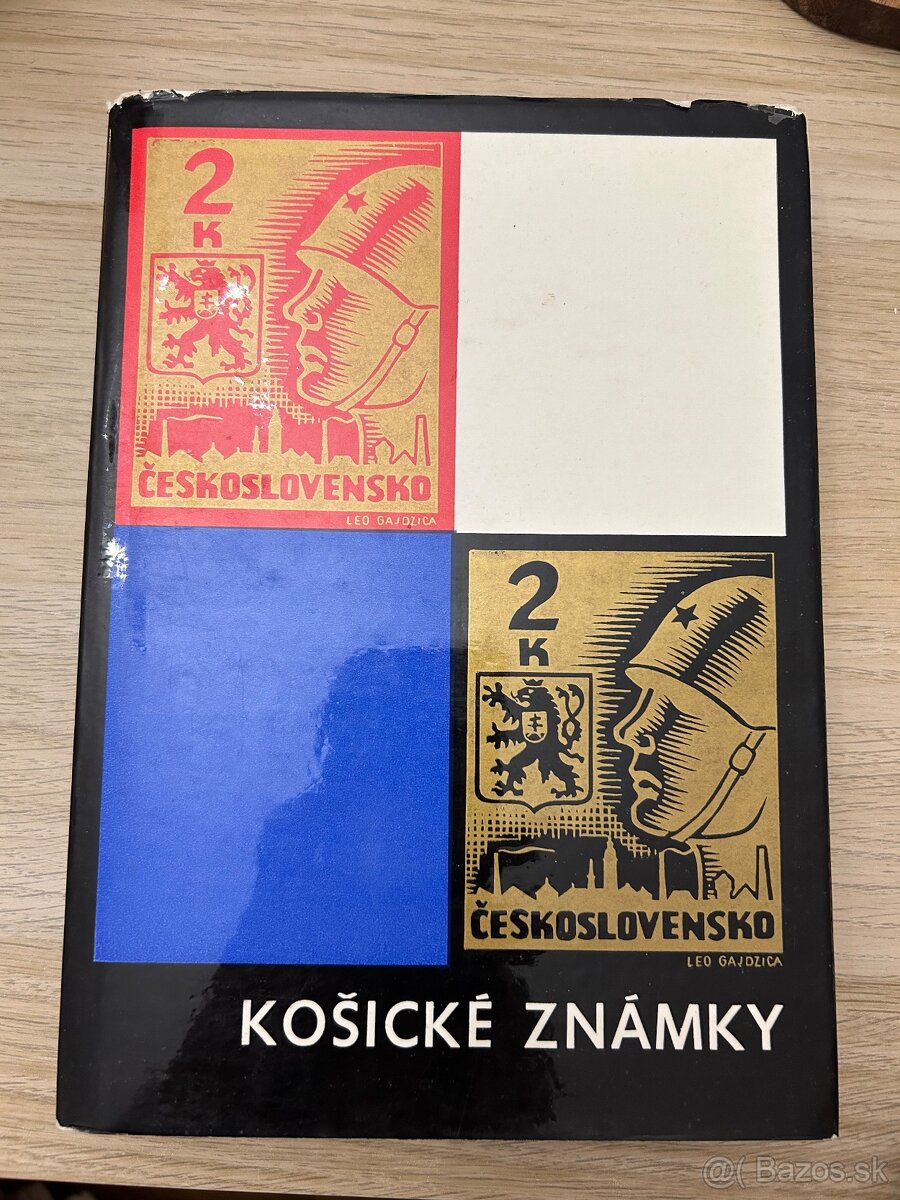 2
K
ČESKOSLOVENSKO
LEO GAJDZICA
2
K
ČESKOSLOVENSKO
LEO GAJDZICA
KOŠICKÉ ZNÁMKY
@( Bazos.sk